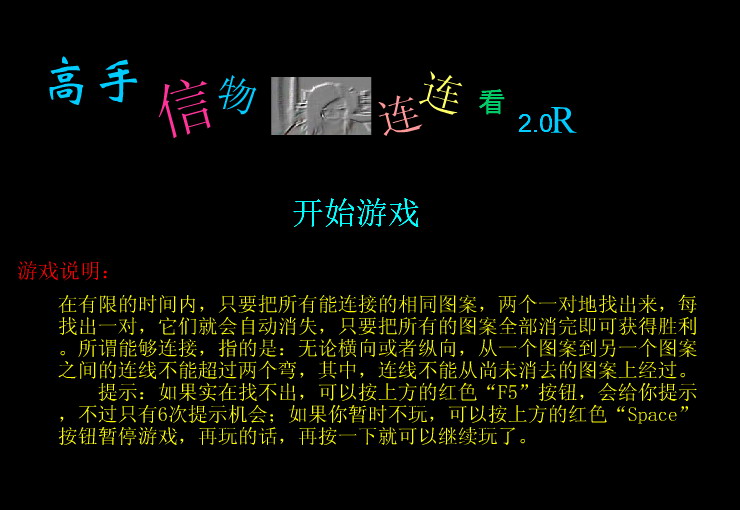 高手信物连连看2.0R
开始游戏
游戏说明：
在有限的时间内，只要把所有能连接的相同图案，两个一对地找出来，每
找出一对，它们就会自动消失，只要把所有的图案全部消完即可获得胜利
。所谓能够连接，指的是：无论横向或者纵向，从一个图案到另一个图案
之间的连线不能超过两个弯，其中，连线不能从尚未消去的图案上经过。
提示：如果实在找不出，可以按上方的红色“F5”按钮，会给你提示
，不过只有6次提示机会；如果你暂时不玩，可以按上方的红色“Space”
按钮暂停游戏，再玩的话，再按一下就可以继续玩了。